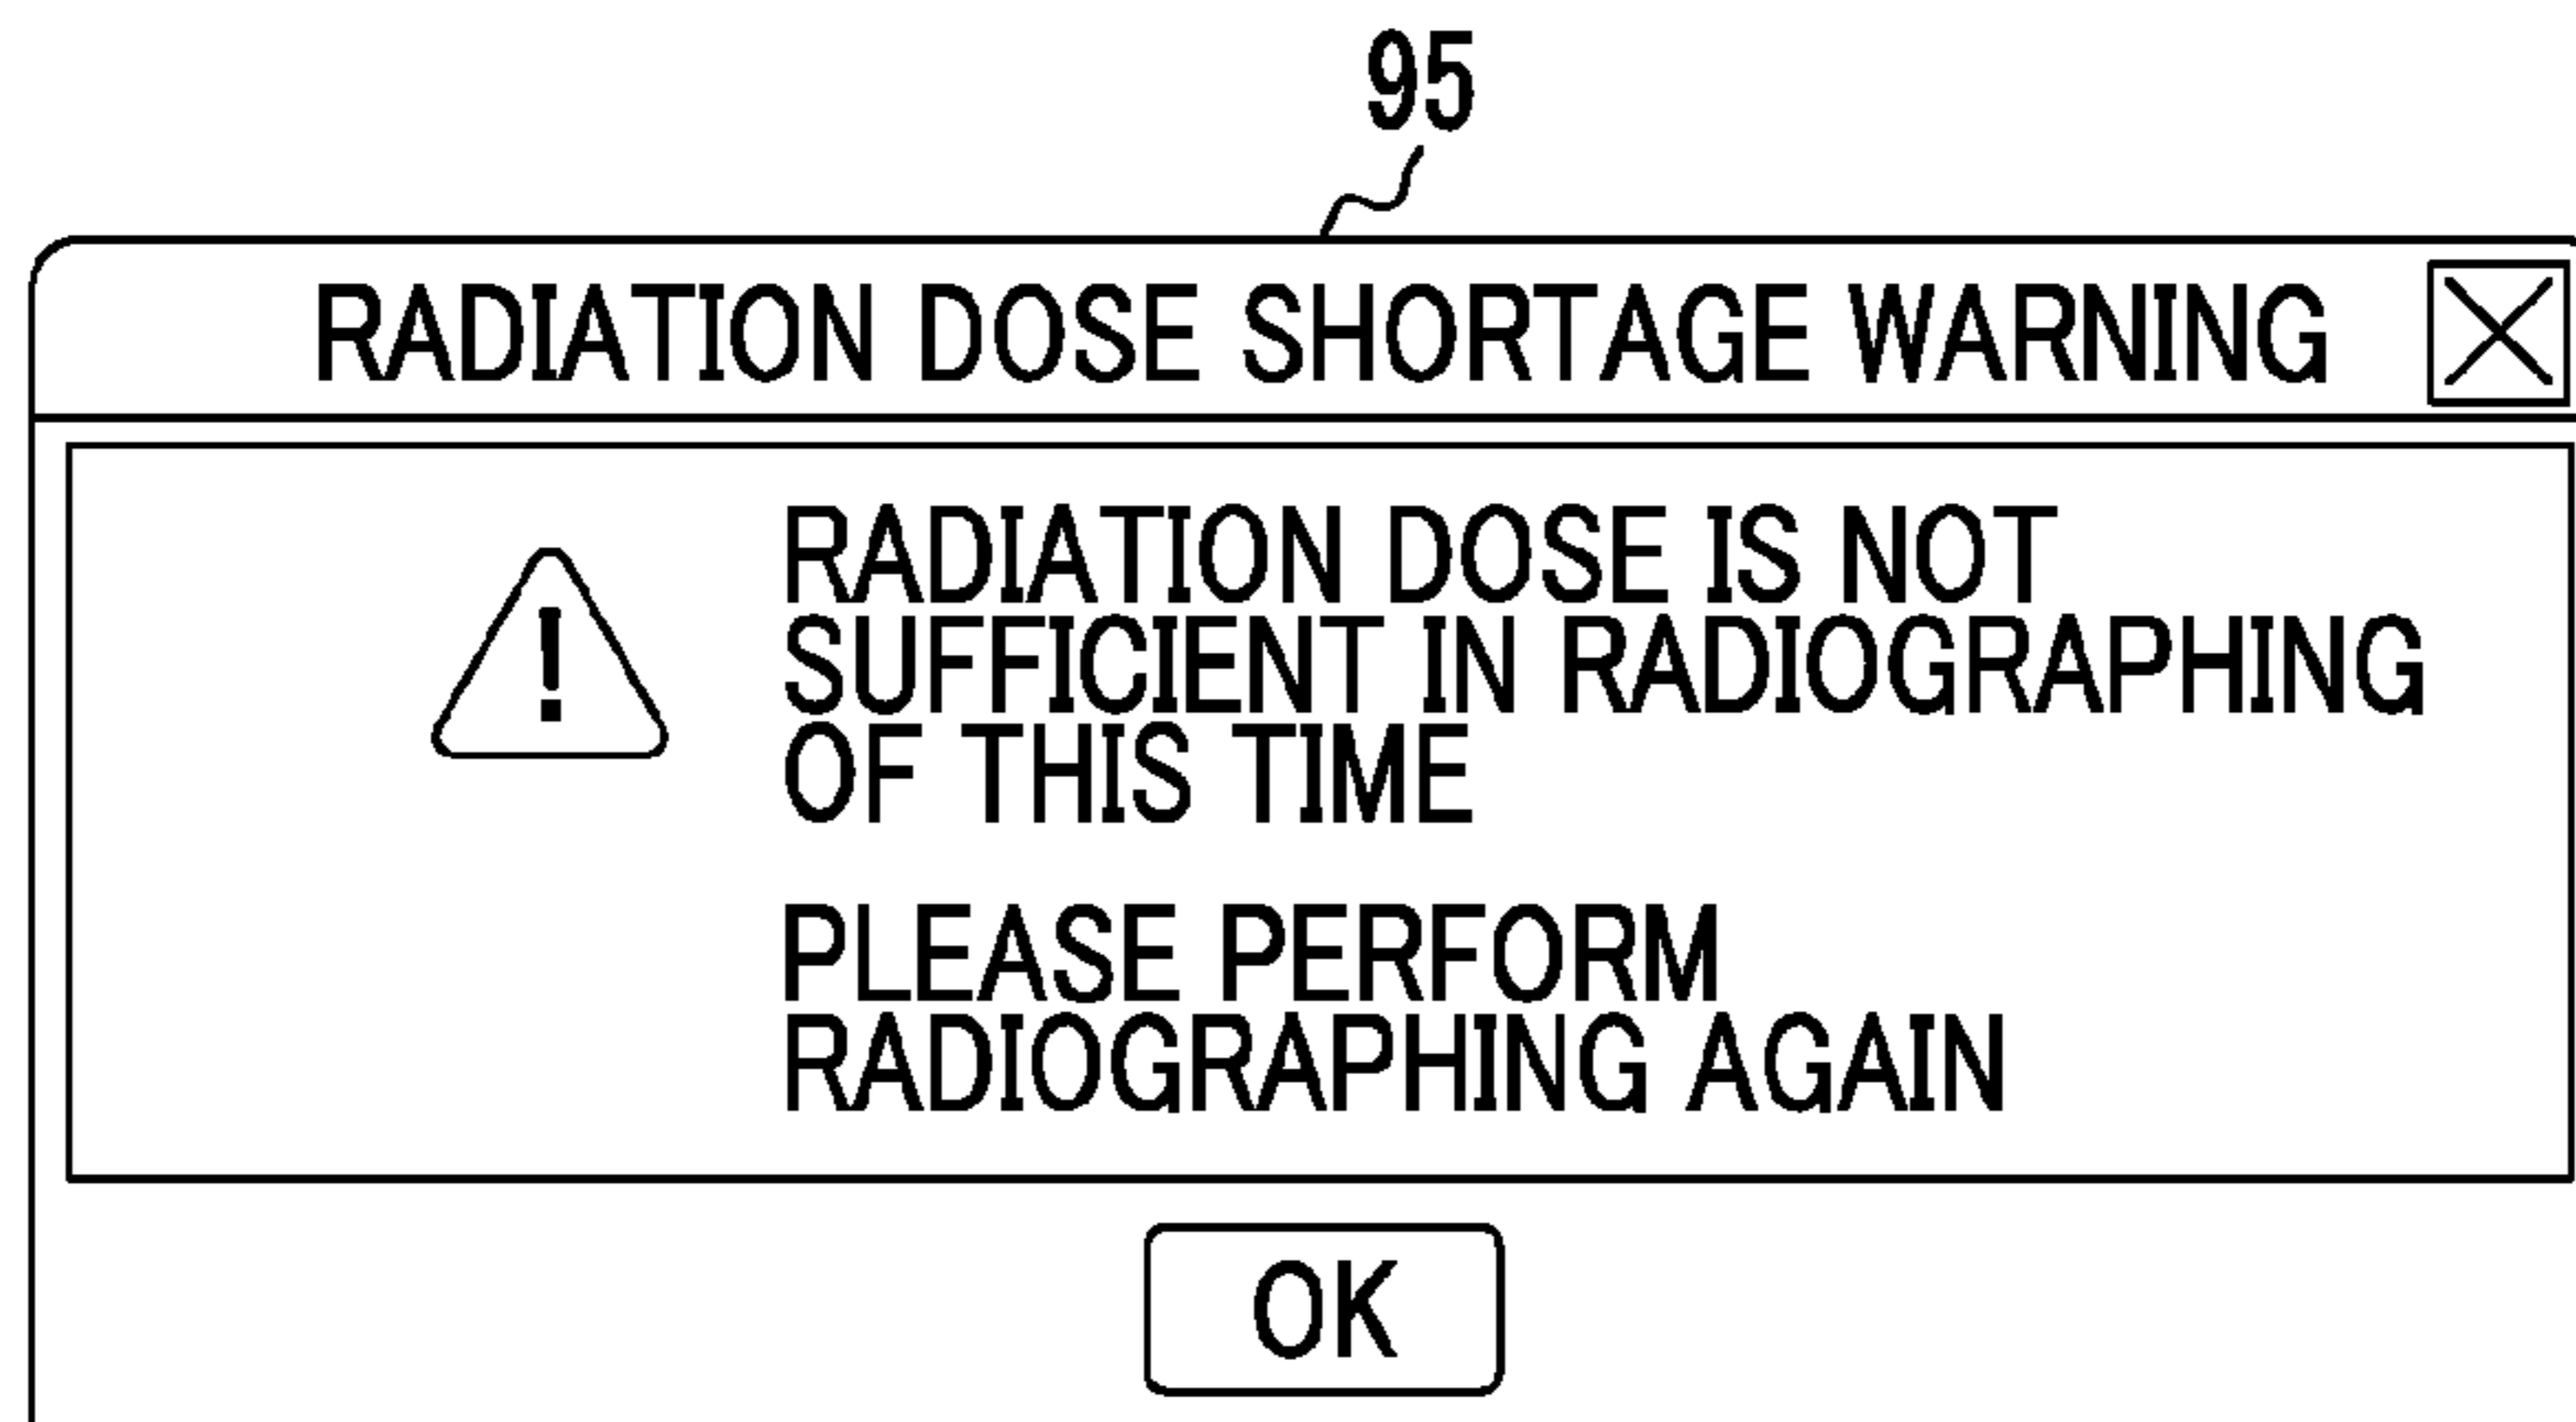 95
RADIATION DOSE SHORTAGE WARNING
!
RADIATION DOSE IS NOT
SUFFICIENT IN RADIOGRAPHING
OF THIS TIME
PLEASE PERFORM
RADIOGRAPHING AGAIN
OK